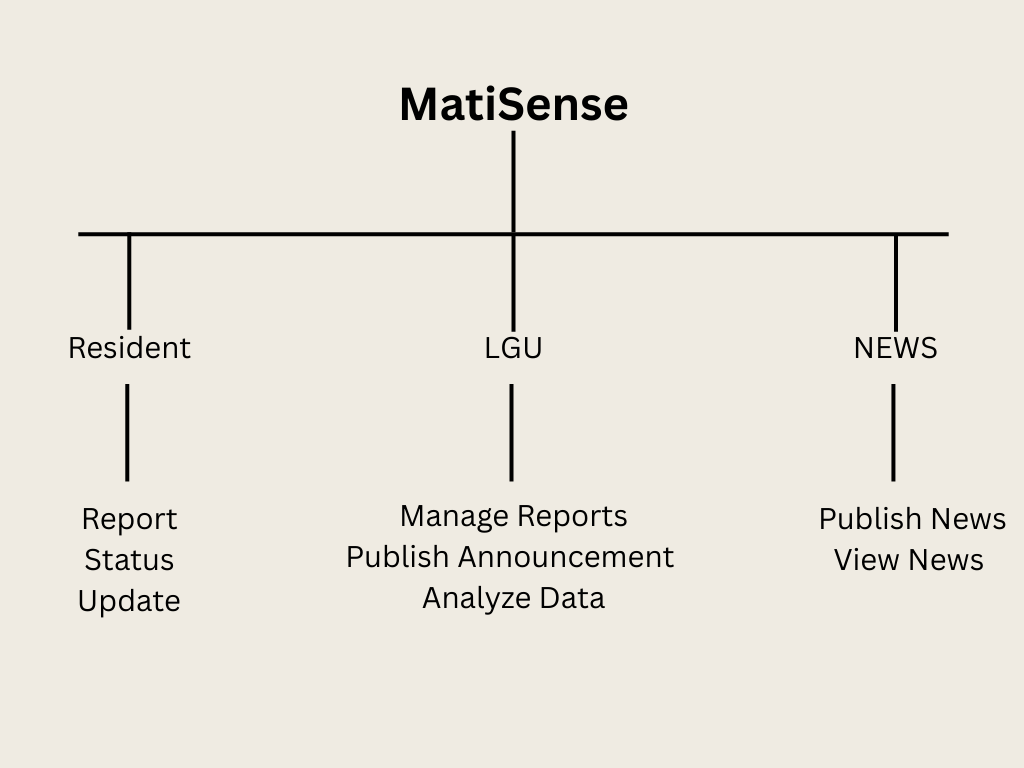 MatiSense
Resident
LGU
NEWS
Report
Status
Update
Manage Reports
Publish Announcement
Analyze Data
Publish News
View News